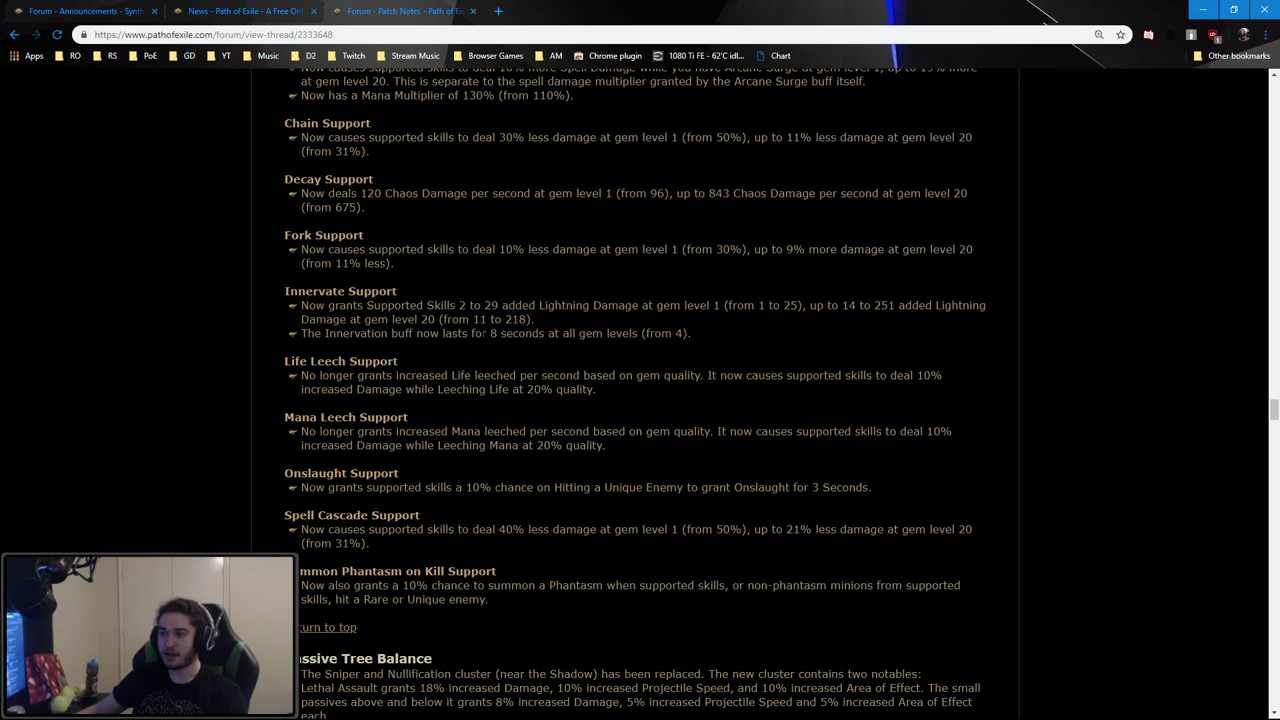 Forum - Announcements - Synth
News - Path of Exile - A Free Onl
Forum - Patch Notes - Path of E
https://www.pathofexile.com/forum/view-thread/2333648
Apps RO RS PoE GD YT Music D2 Twitch Stream Music Browser Games AM Chrome plugin 1080 Ti FE - 62°C idl... Chart Other bookmarks
Now causes supported skills to deal 10% more Spell Damage while you have Arcane Surge at gem level 1, up to 19% more
at gem level 20. This is separate to the spell damage multiplier granted by the Arcane Surge buff itself.
Now has a Mana Multiplier of 130% (from 110%).
Chain Support
Now causes supported skills to deal 30% less damage at gem level 1 (from 50%), up to 11% less damage at gem level 20
(from 31%).
Decay Support
Now deals 120 Chaos Damage per second at gem level 1 (from 96), up to 843 Chaos Damage per second at gem level 20
(from 675).
Fork Support
Now causes supported skills to deal 10% less damage at gem level 1 (from 30%), up to 9% more damage at gem level 20
(from 11% less).
Innervate Support
Now grants Supported Skills 2 to 29 added Lightning Damage at gem level 1 (from 1 to 25), up to 14 to 251 added Lightning
Damage at gem level 20 (from 11 to 218).
The Innervation buff now lasts for 8 seconds at all gem levels (from 4).
Life Leech Support
No longer grants increased Life leeched per second based on gem quality. It now causes supported skills to deal 10%
increased Damage while Leeching Life at 20% quality.
Mana Leech Support
No longer grants increased Mana leeched per second based on gem quality. It now causes supported skills to deal 10%
increased Damage while Leeching Mana at 20% quality.
Onslaught Support
Now grants supported skills a 10% chance on Hitting a Unique Enemy to grant Onslaught for 3 Seconds.
Spell Cascade Support
Now causes supported skills to deal 40% less damage at gem level 1 (from 50%), up to 21% less damage at gem level 20
(from 31%).
mmon Phantasm on Kill Support
Now also grants a 10% chance to summon a Phantasm when supported skills, or non-phantasm minions from supported
skills, hit a Rare or Unique enemy.
turn to top
assive Tree Balance
The Sniper and Nullification cluster (near the Shadow) has been replaced. The new cluster contains two notables:
Lethal Assault grants 18% increased Damage, 10% increased Projectile Speed, and 10% increased Area of Effect. The small
passives above and below it grants 8% increased Damage, 5% increased Projectile Speed and 5% increased Area of Effect
each.